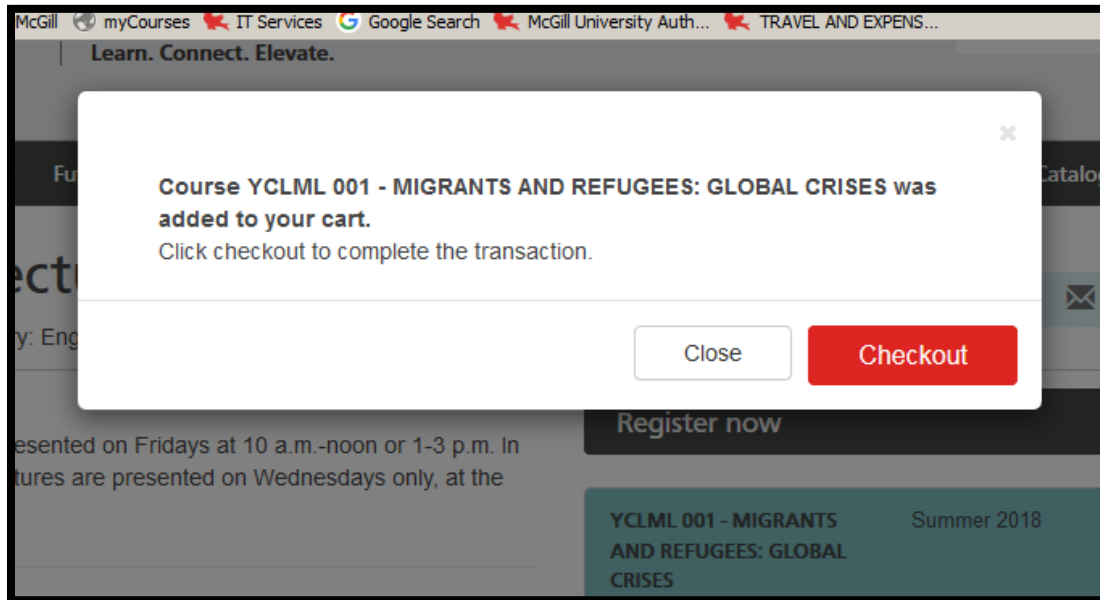 McGill myCourses IT Services Google Search McGill University Auth... TRAVEL AND EXPENS...
Learn. Connect. Elevate.
Fu
Catalog
Course YCLML 001 - MIGRANTS AND REFUGEES: GLOBAL CRISES was
added to your cart.
Click checkout to complete the transaction.
Close
Checkout
ectu
y: Eng
esented on Fridays at 10 a.m.-noon or 1-3 p.m. In
tures are presented on Wednesdays only, at the
Register now
YCLML 001 - MIGRANTS
AND REFUGEES: GLOBAL
CRISES
Summer 2018